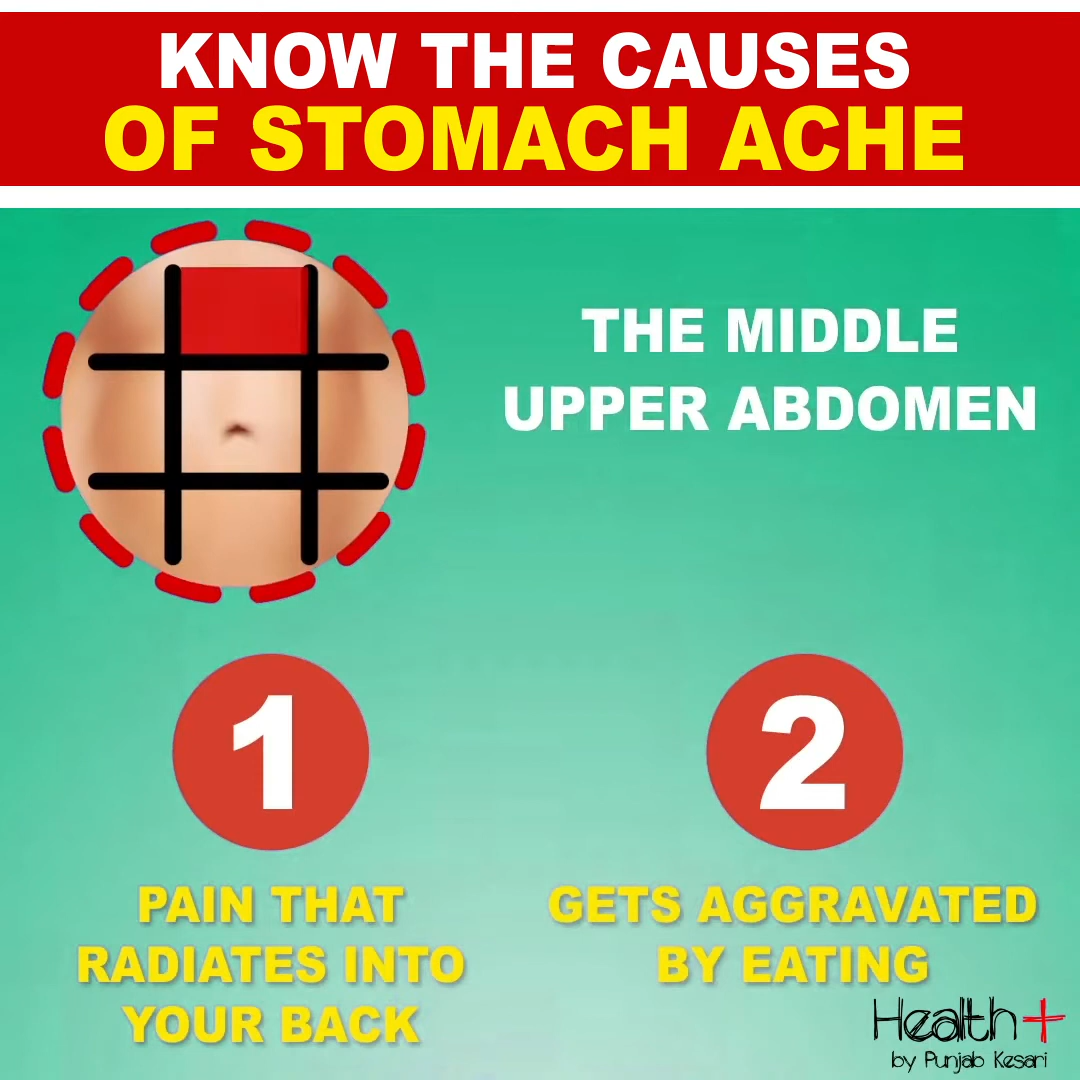 KNOW THE CAUSES
OF STOMACH ACHE
THE MIDDLE
UPPER ABDOMEN
1
PAIN THAT
RADIATES INTO
YOUR BACK
2
GETS AGGRAVATED
BY EATING
Health+
by Punjab Kesari